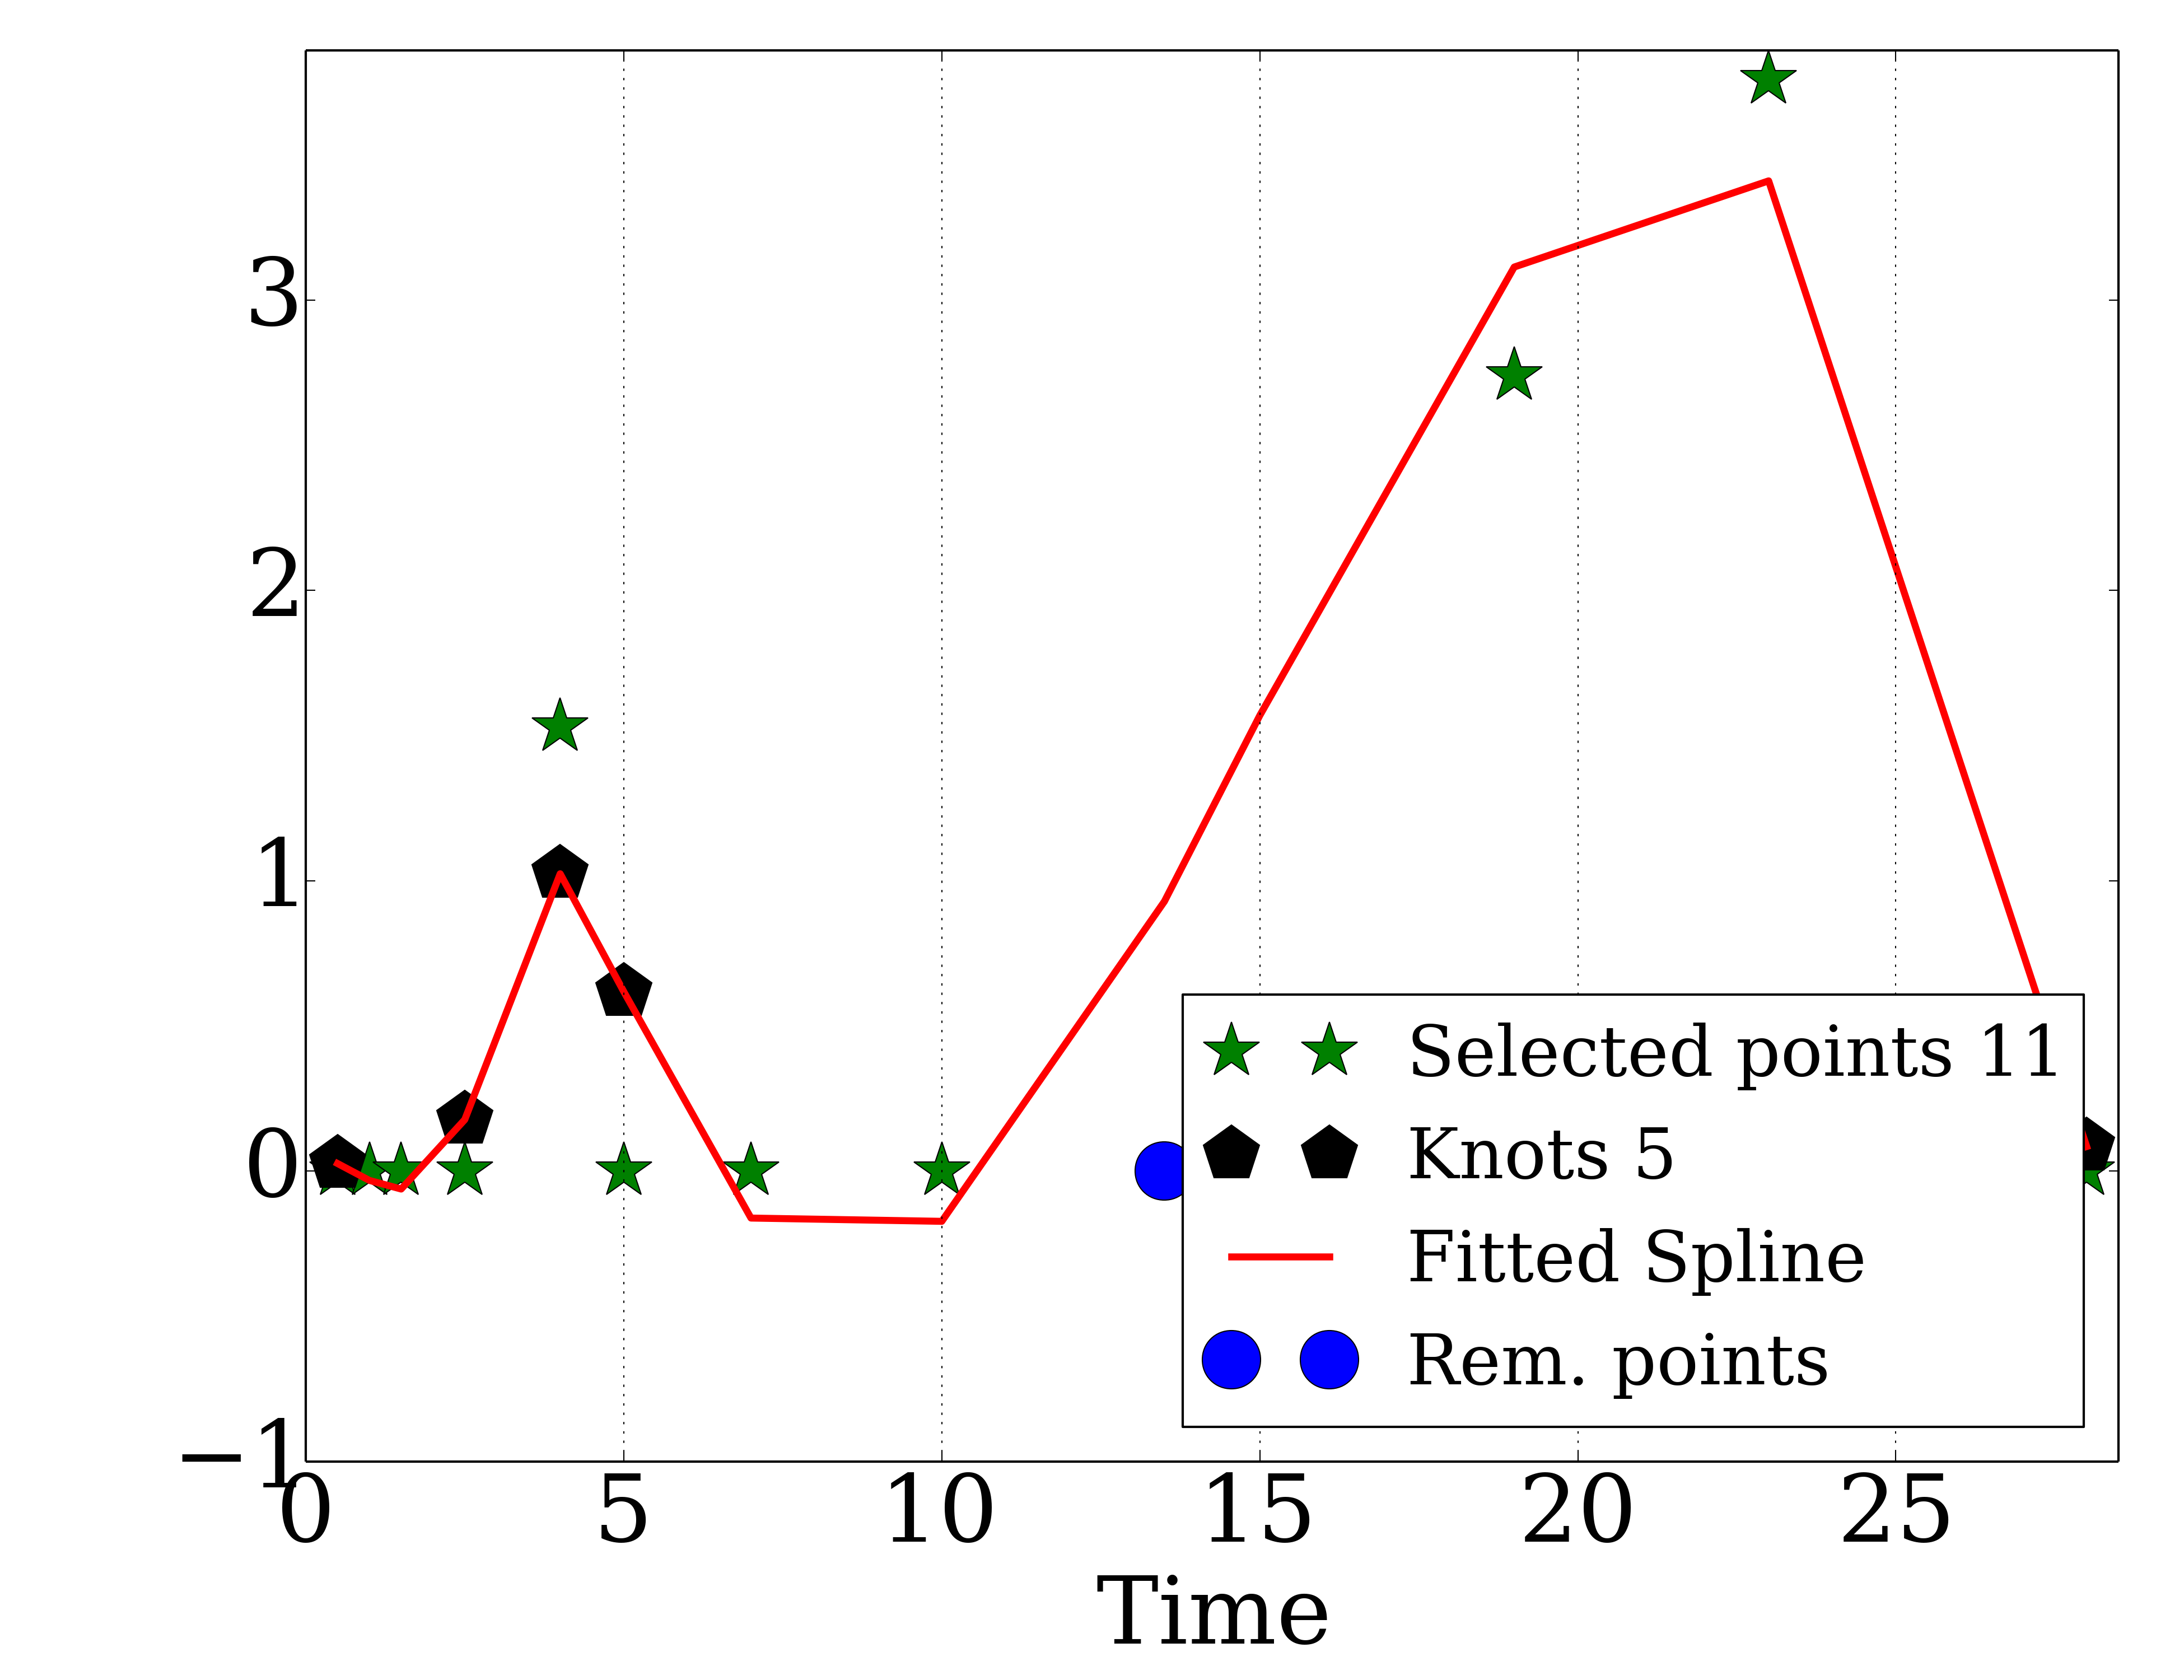 3
2
1
0
−1
Selected points 11
Knots 5
Fitted Spline
Rem. points
0 5 10 15 20 25
Time